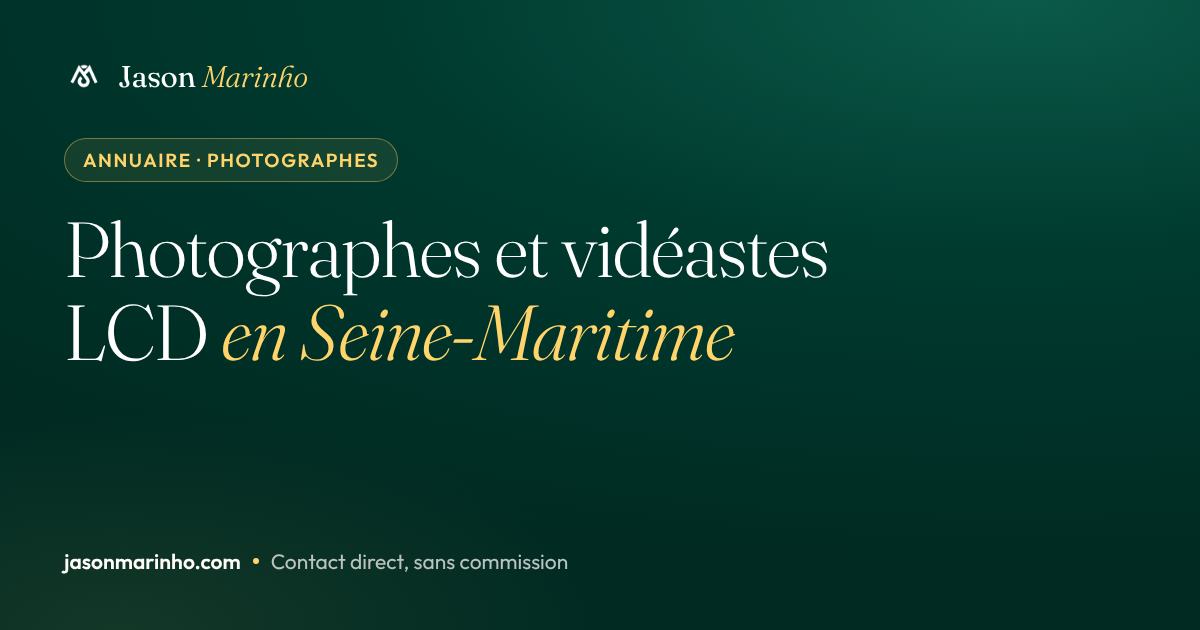 Jason Marinho
ANNUAIRE · PHOTOGRAPHES
Photographes et vidéastes
LCD en Seine-Maritime
jasonmarinho.com • Contact direct, sans commission